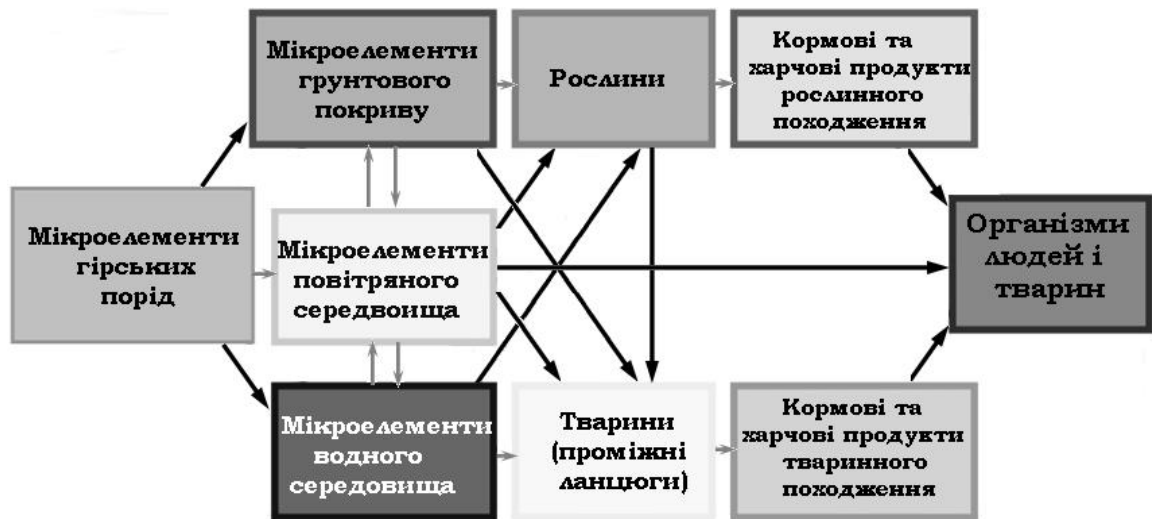 Мікроелементи
грунтового
покриву
Рослини
Кормові та
харчові продукти
рослинного
походження
Мікроелементи
гірських
порід
Мікроелементи
повітряного
середвоища
Організми
людей і
тварин
Мікроелементи
водного
середовища
Тварини
(проміжні
ланцюги)
Кормові та
харчові продукти
тваринного
походження